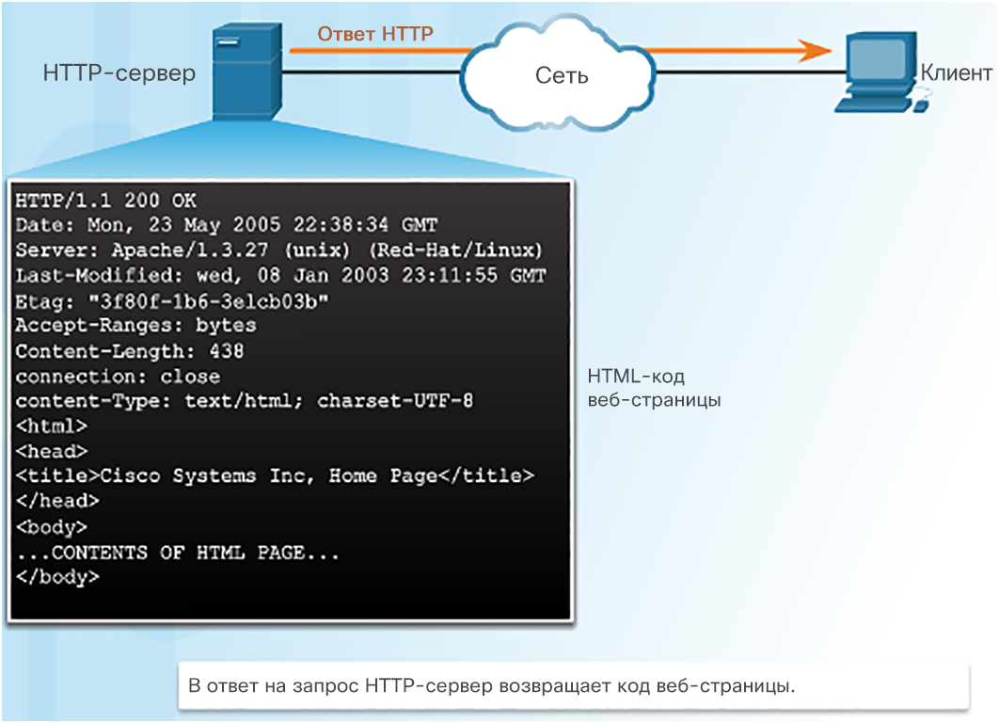 Ответ HTTP
HTTP-сервер
Сеть
Клиент
HTTP/1.1 200 OK
Date: Mon, 23 May 2005 22:38:34 GMT
Server: Apache/1.3.27 (unix) (Red-Hat/Linux)
Last-Modified: wed, 08 Jan 2003 23:11:55 GMT
Etag: "3f80f-1b6-3elcb03b"
Accept-Ranges: bytes
Content-Length: 438
connection: close
content-Type: text/html; charset-UTF-8
<html>
<head>
<title>Cisco Systems Inc, Home Page</title>
</head>
<body>
...CONTENTS OF HTML PAGE...
</body>
HTML-код
веб-страницы
В ответ на запрос HTTP-сервер возвращает код веб-страницы.